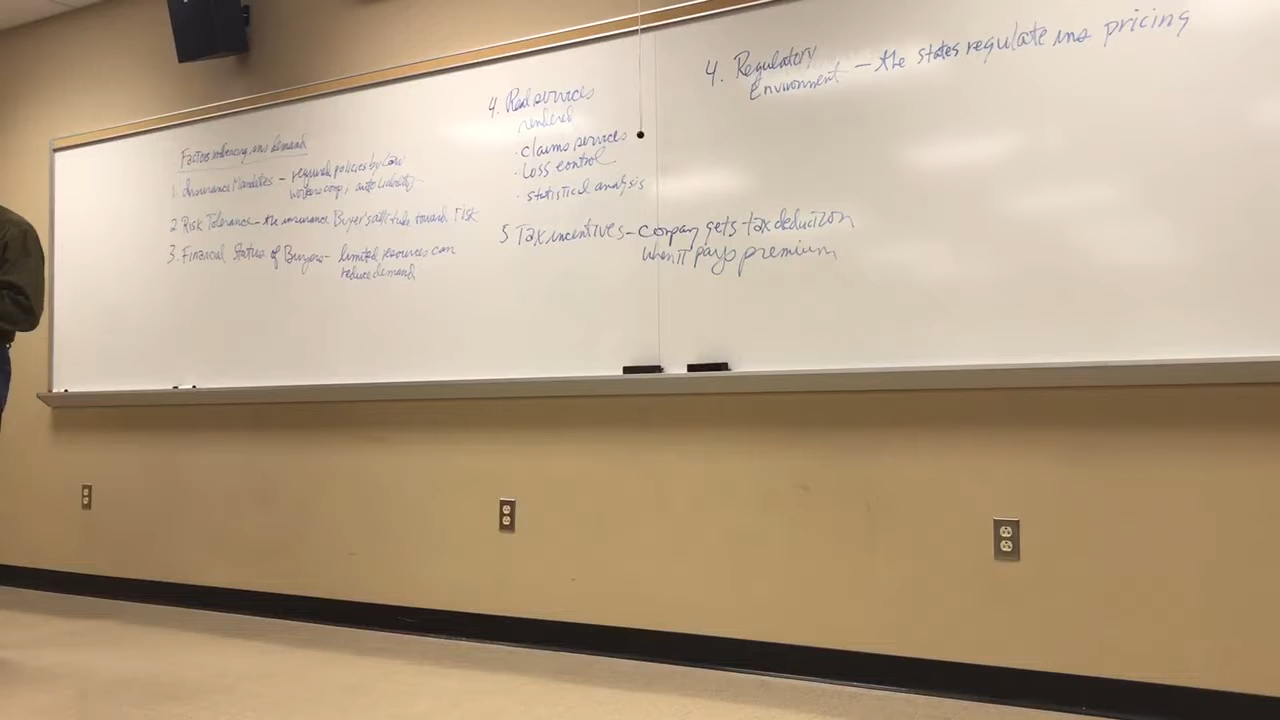 Factors influencing ins demand
1. Insurance Mandates - required policies by law
workers comp, auto liability
2 Risk Tolerance - the insurance Buyer's attitude toward risk
3. Financial Status of Buyers - limited resources can
reduce demand
4. Real services
rendered
· claims services
· Loss control
· statistical analysis
5 Tax incentives - company gets tax deduction
when it pays premium
4. Regulatory
Environment - the states regulate ins pricing